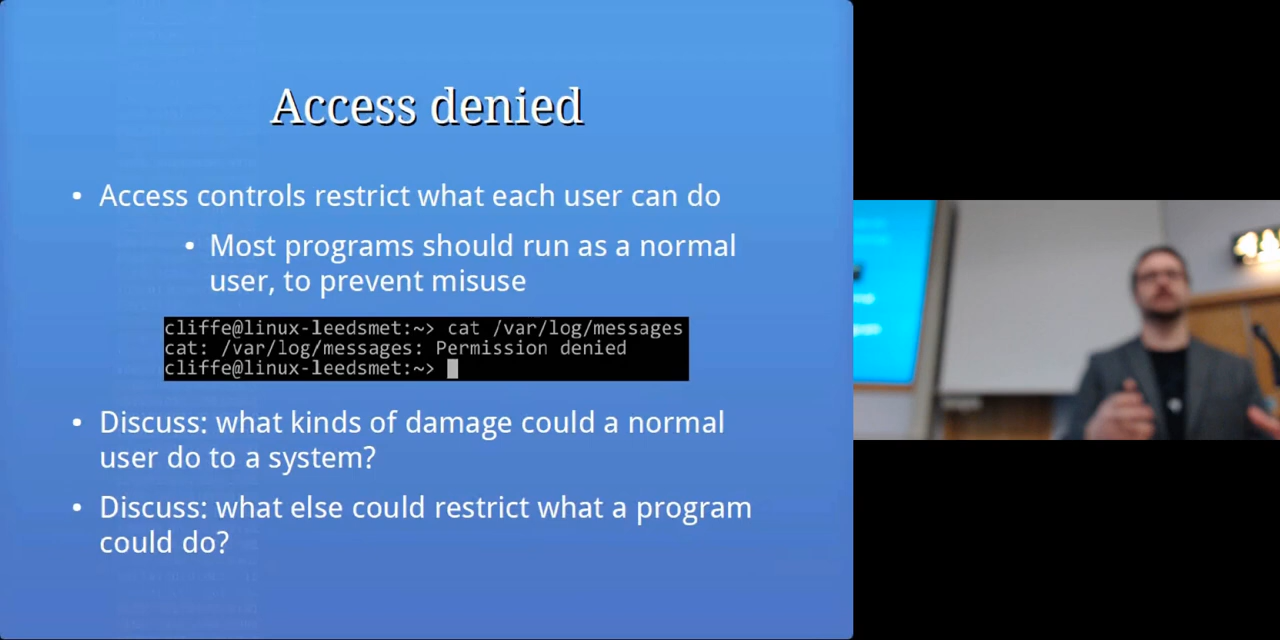 Access denied
• Access controls restrict what each user can do
• Most programs should run as a normal
user, to prevent misuse
cliffe@linux-leedsmet:~> cat /var/log/messages
cat: /var/log/messages: Permission denied
cliffe@linux-leedsmet:~>
• Discuss: what kinds of damage could a normal
user do to a system?
• Discuss: what else could restrict what a program
could do?